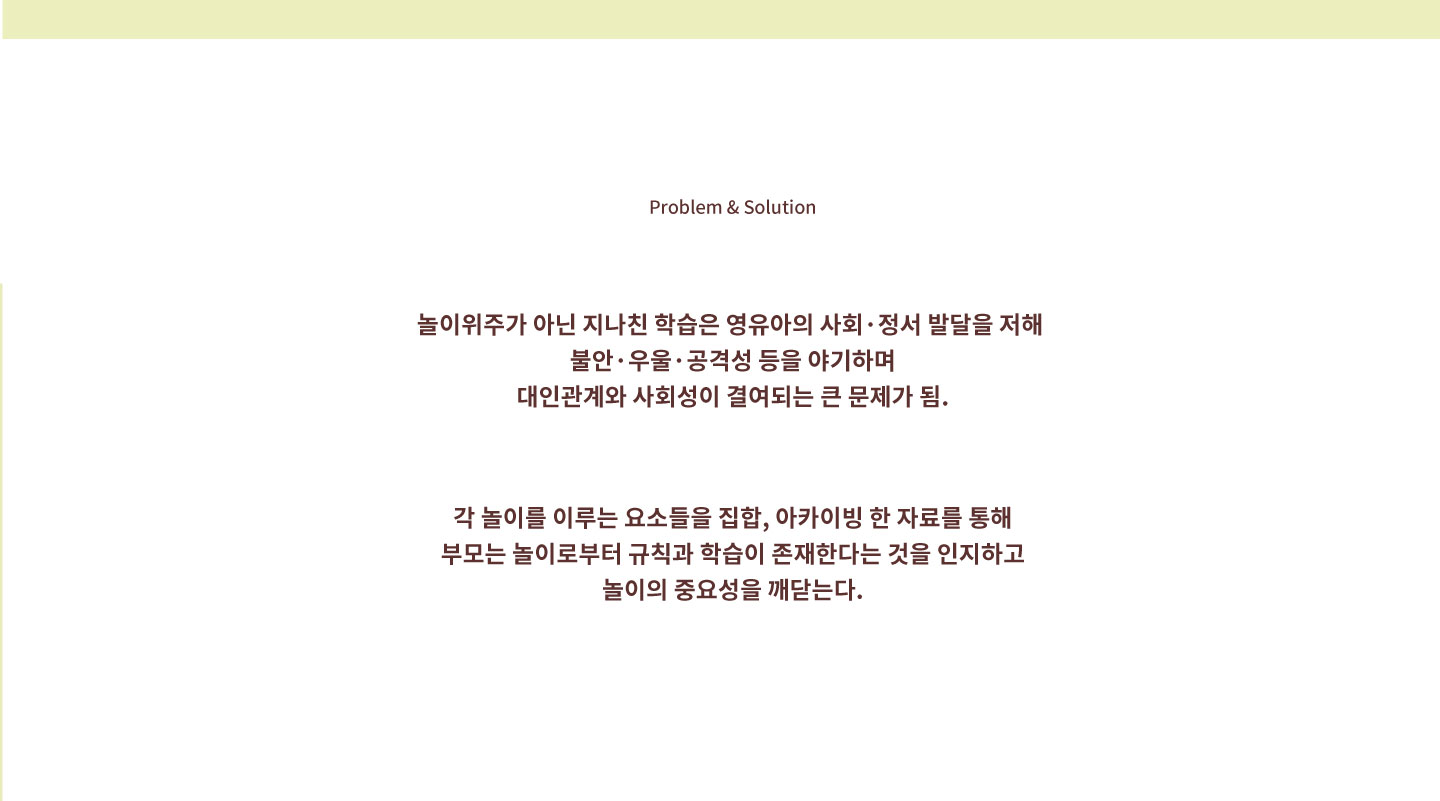 Problem & Solution
놀이위주가 아닌 지나친 학습은 영유아의 사회·정서 발달을 저해
불안·우울·공격성 등을 야기하며
대인관계와 사회성이 결여되는 큰 문제가 됨.
각 놀이를 이루는 요소들을 집합, 아카이빙 한 자료를 통해
부모는 놀이로부터 규칙과 학습이 존재한다는 것을 인지하고
놀이의 중요성을 깨닫는다.